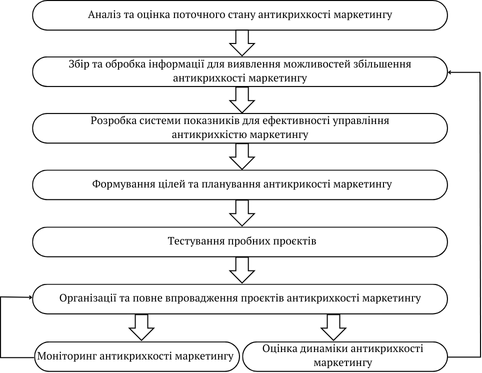 Аналіз та оцінка поточного стану антикрихкості маркетингу
Збір та обробка інформації для виявлення можливостей збільшення
антикрихкості маркетингу
Розробка системи показників для ефективності управління
антикрихкістю маркетингу
Формування цілей та планування антикрикості маркетингу
Тестування пробних проєктів
Організації та повне впровадження проєктів антикрихкості маркетингу
Моніторинг антикрихкості маркетингу
Оцінка динаміки антикрихкості
маркетингу